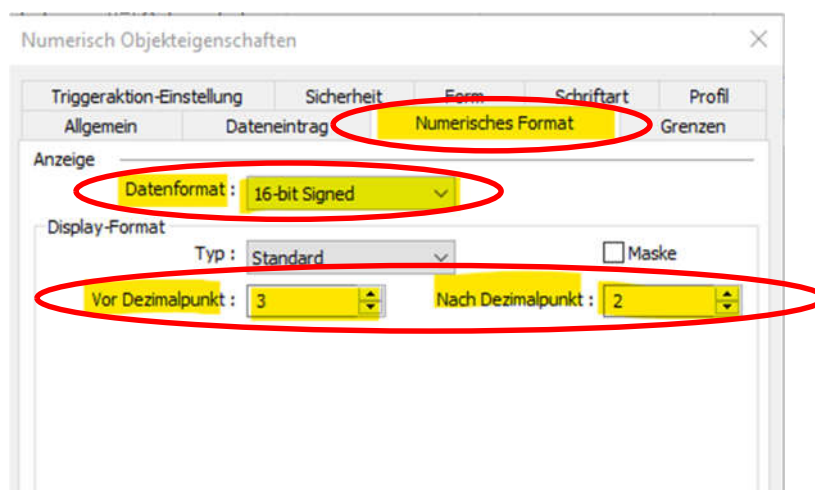 Numerisch Objekteigenschaften
Triggeraktion-Einstellung Sicherheit Form Schriftart Profil
Allgemein Dateneintrag Numerisches Format Grenzen
Anzeige
Datenformat : 16-bit Signed
Display-Format
Typ : Standard Maske
Vor Dezimalpunkt : 3 Nach Dezimalpunkt : 2